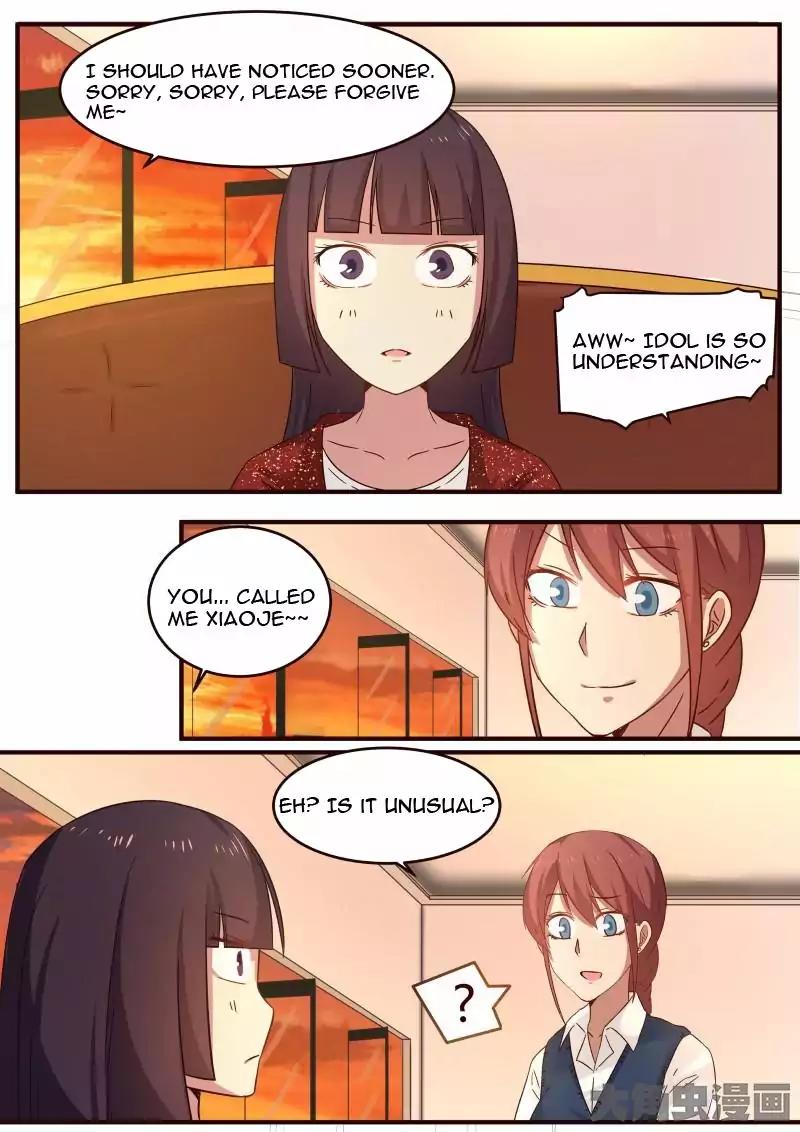 I SHOULD HAVE NOTICED SOONER.
SORRY, SORRY, PLEASE FORGIVE
ME~
AWW~ IDOL IS SO
UNDERSTANDING~
YOU... CALLED
ME XIAOJE~~
EH? IS IT UNUSUAL?
?
大角虫漫画